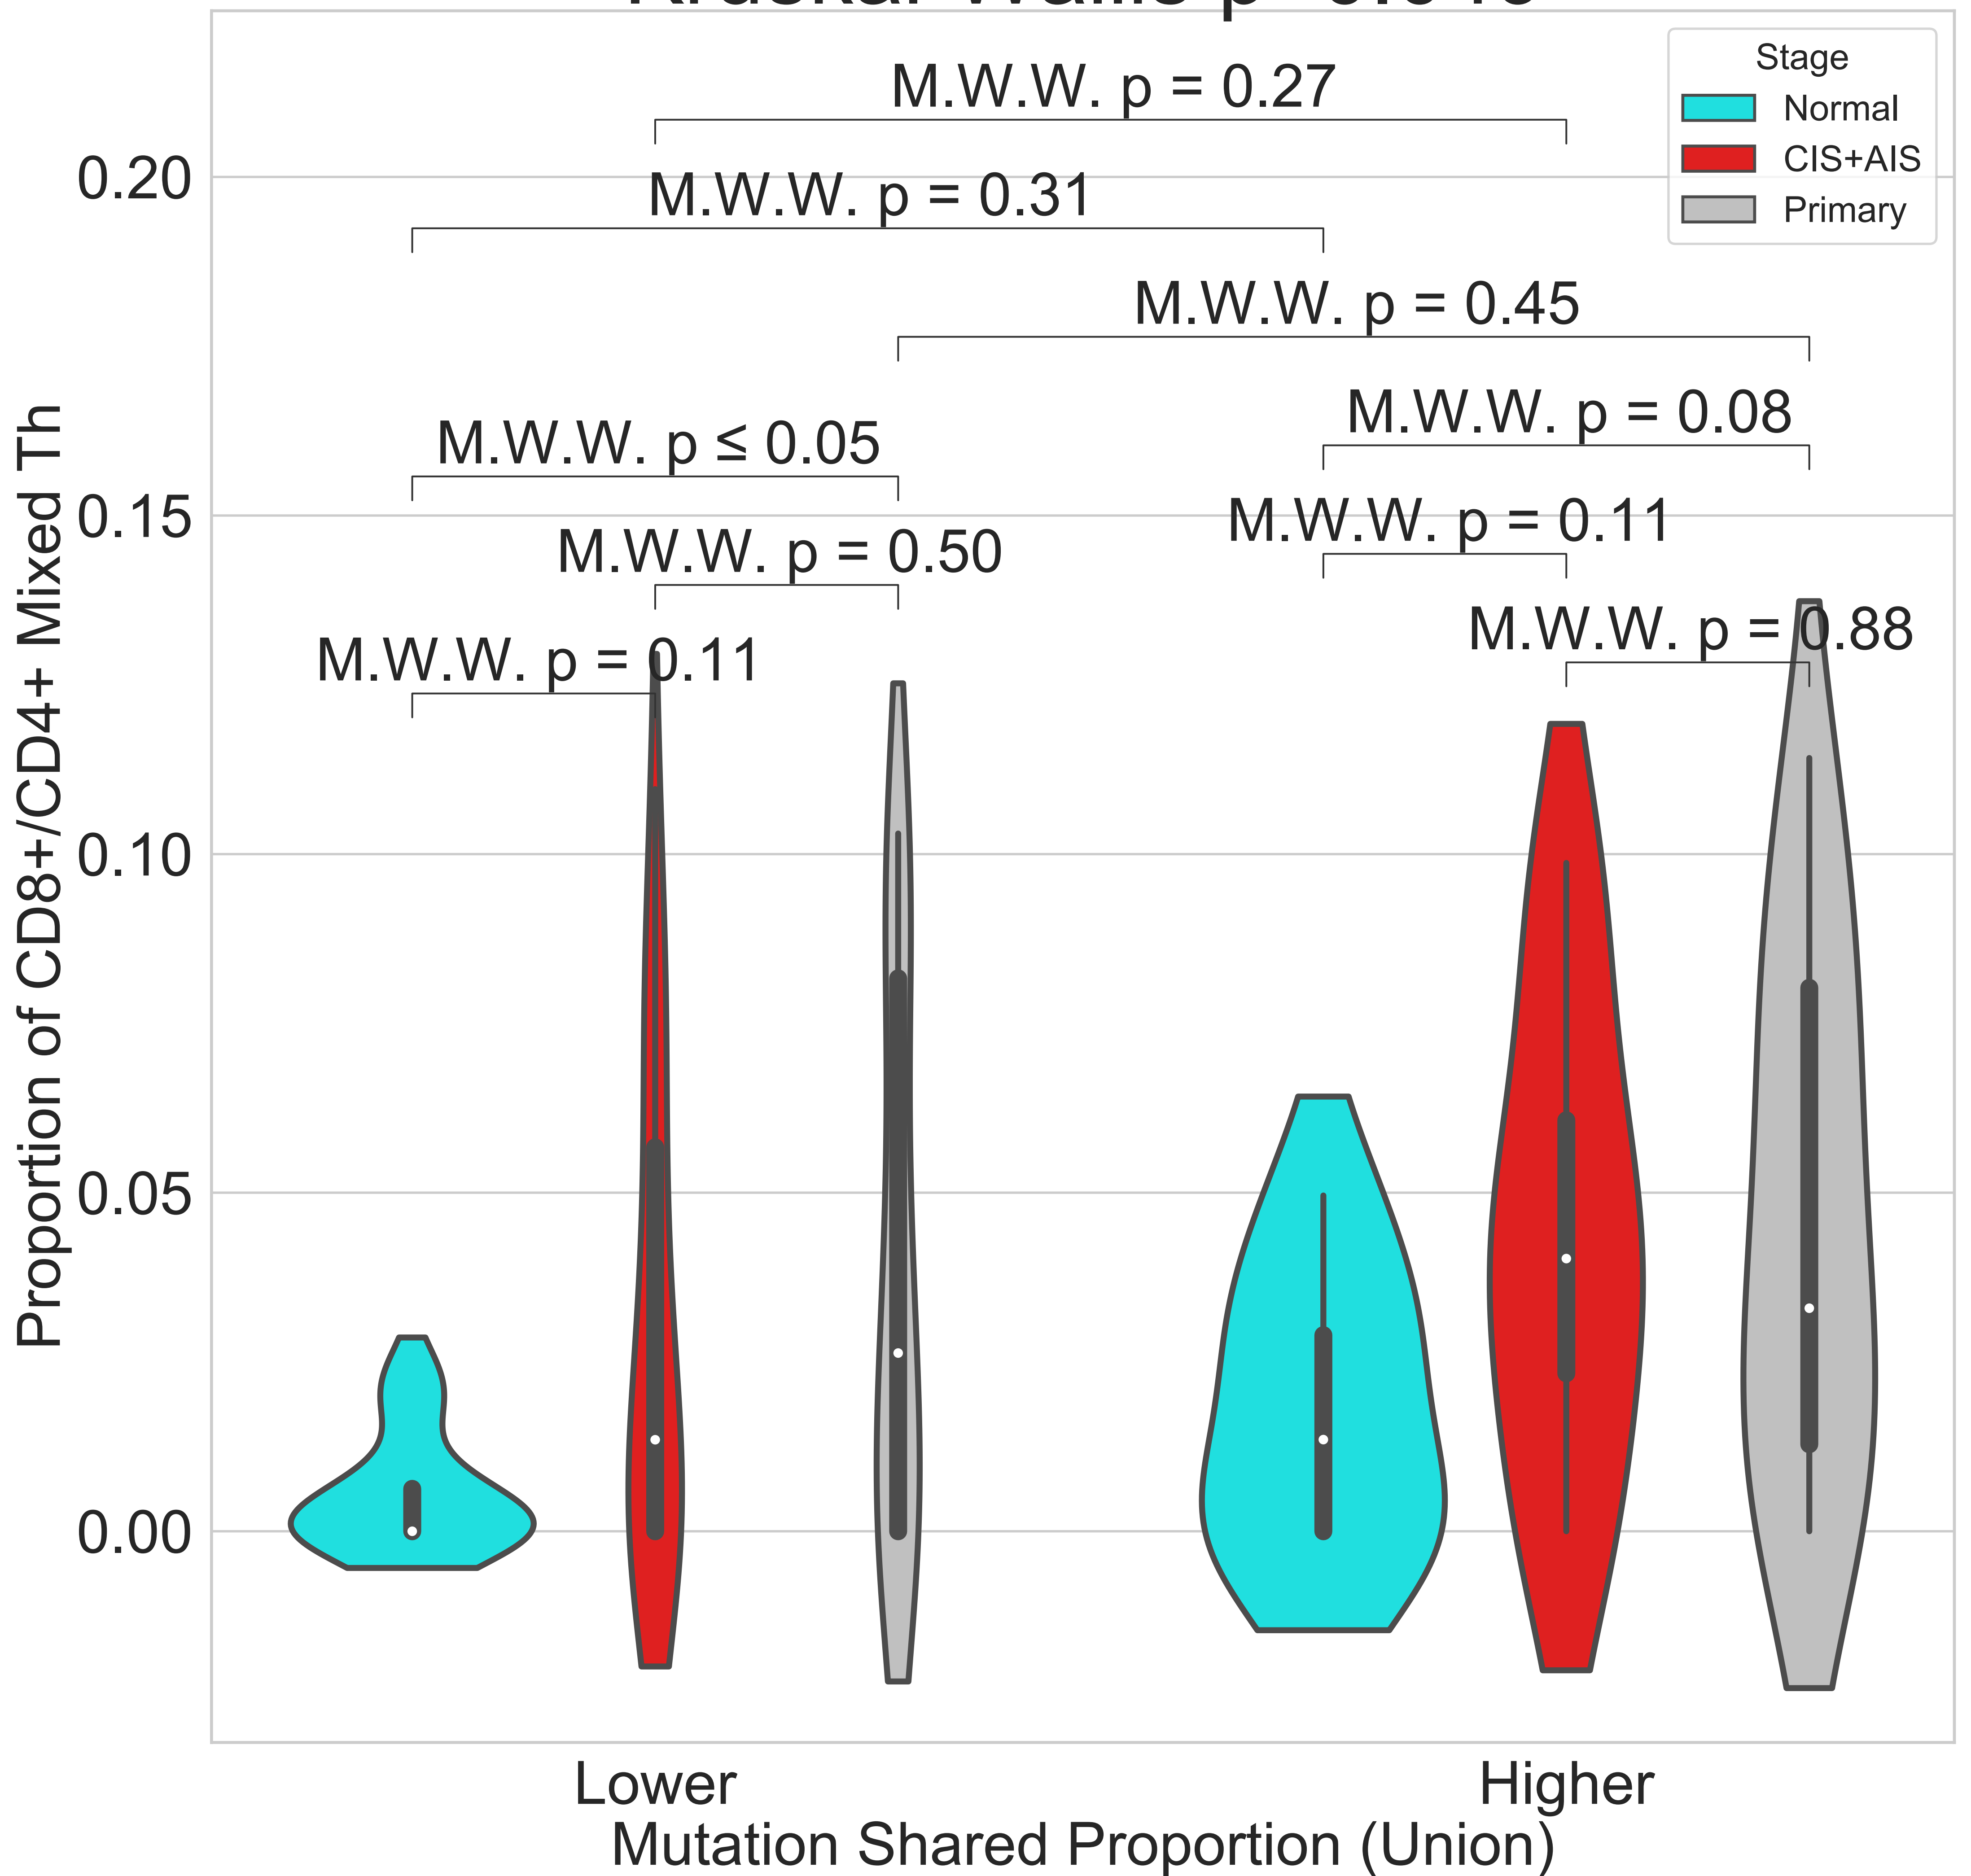 Stage
Normal
CIS+AIS
Primary
M.W.W. p = 0.27
M.W.W. p = 0.31
M.W.W. p = 0.45
M.W.W. p = 0.08
M.W.W. p ≤ 0.05
M.W.W. p = 0.11
M.W.W. p = 0.50
M.W.W. p = 0.88
M.W.W. p = 0.11
0.20
0.15
0.10
0.05
0.00
Proportion of CD8+/CD4+ Mixed Th
Lower
Higher
Mutation Shared Proportion (Union)